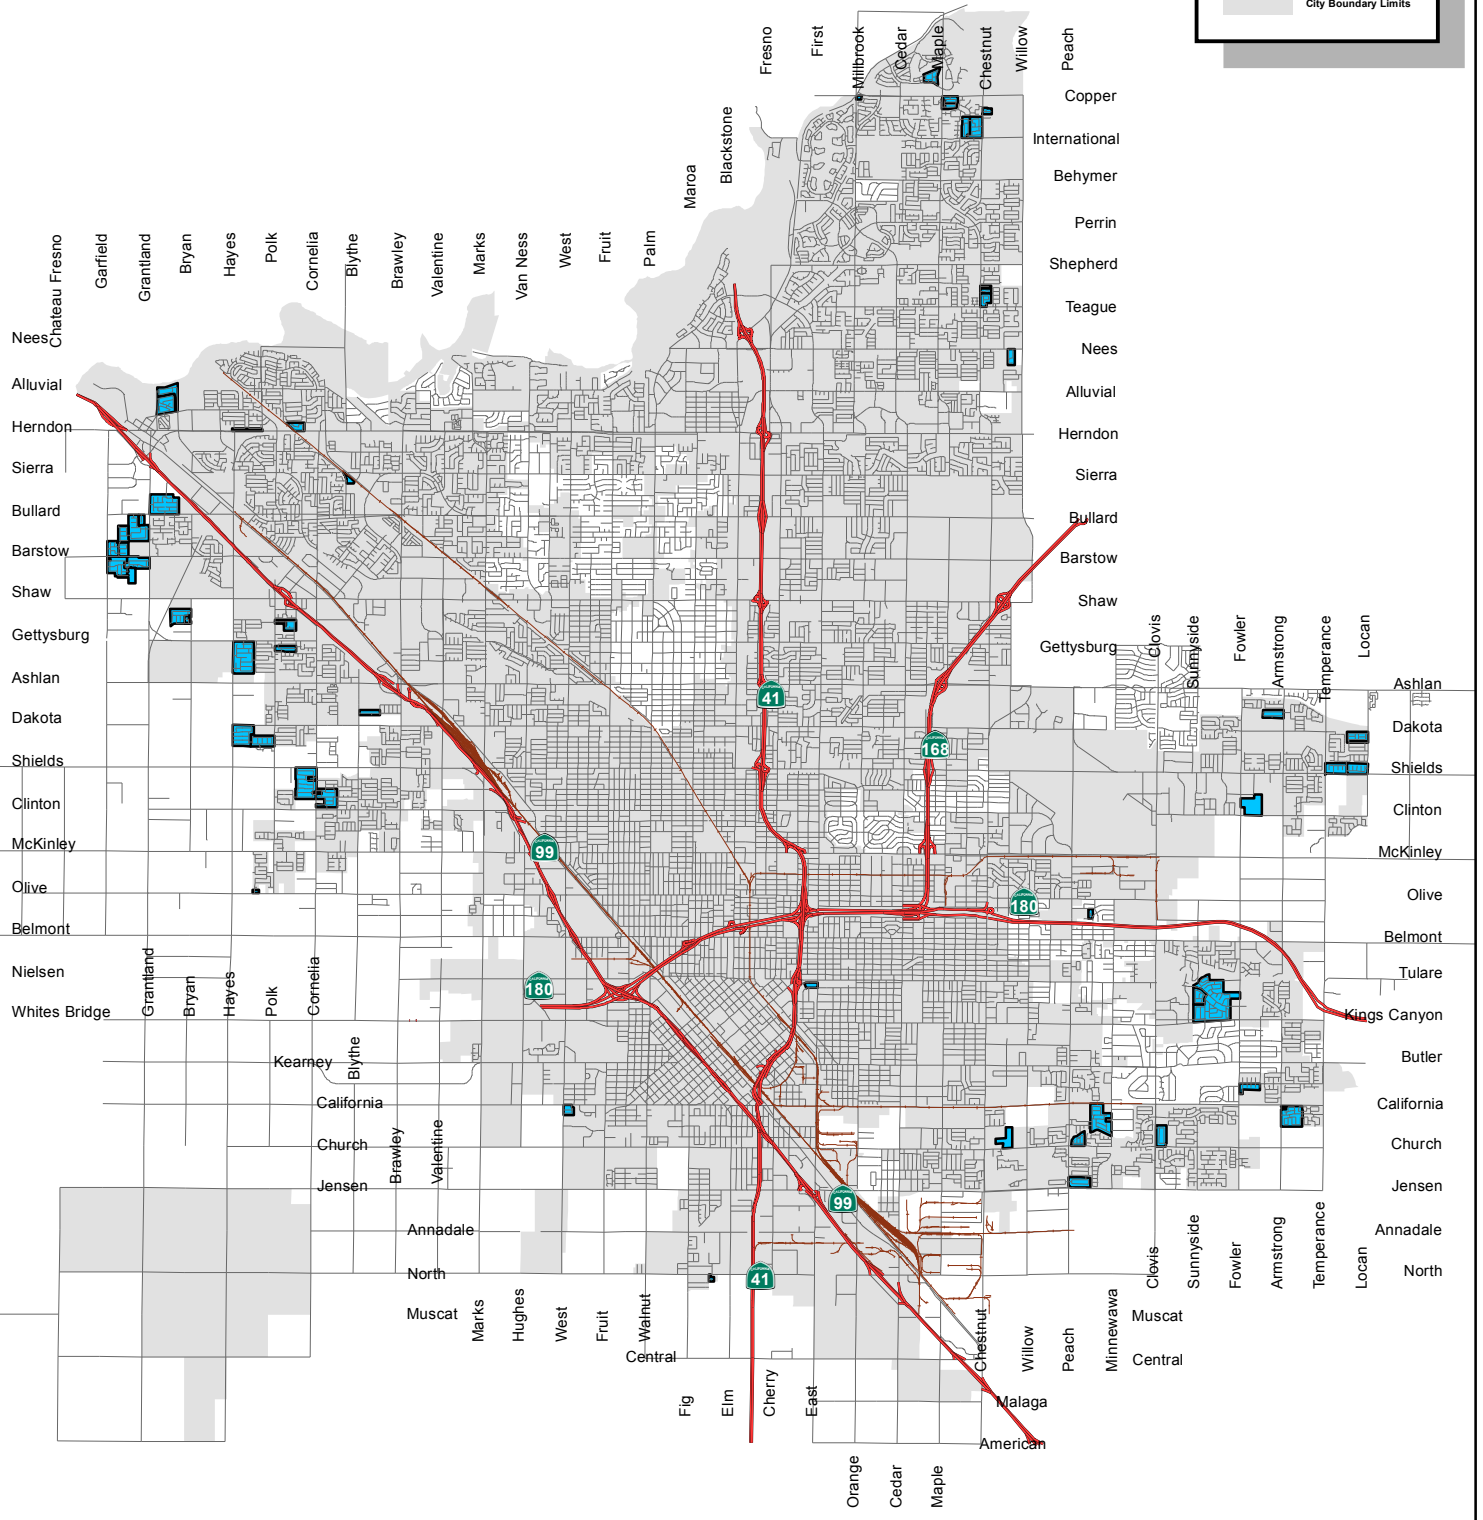 City Boundary Limits
Fresno
First
Millbrook
Cedar
Maple
Chestnut
Willow
Peach
Copper
International
Behymer
Perrin
Shepherd
Teague
Nees
Alluvial
Herndon
Sierra
Bullard
Barstow
Shaw
Gettysburg
Blackstone
Maroa
Palm
Fruit
West
Van Ness
Marks
Valentine
Brawley
Blythe
Cornelia
Polk
Hayes
Bryan
Grantland
Garfield
Chateau Fresno
Nees
Alluvial
Herndon
Sierra
Bullard
Barstow
Shaw
Gettysburg
Ashlan
Dakota
Shields
Clinton
McKinley
Olive
Belmont
Nielsen
Whites Bridge
Grantland
Bryan
Hayes
Polk
Cornelia
Kearney
Blythe
California
Church
Brawley
Valentine
Jensen
Annadale
North
Muscat
Marks
Hughes
West
Fruit
Walnut
Central
Fig
Elm
Cherry
East
Orange
Cedar
Maple
American
Malaga
Chestnut
Willow
Peach
Minnewawa
Muscat
Central
Clovis
Sunnyside
Fowler
Armstrong
Temperance
Locan
Ashlan
Dakota
Shields
Clinton
McKinley
Olive
Belmont
Tulare
Kings Canyon
Butler
California
Church
Jensen
Annadale
North
Clovis
Sunnyside
Fowler
Armstrong
Temperance
Locan
41
168
99
180
180
99
41